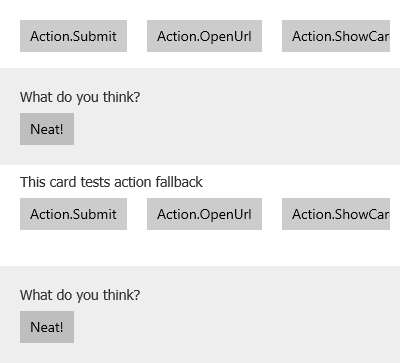 Action.Submit Action.OpenUrl Action.ShowCar
What do you think?
Neat!
This card tests action fallback
Action.Submit Action.OpenUrl Action.ShowCar
What do you think?
Neat!